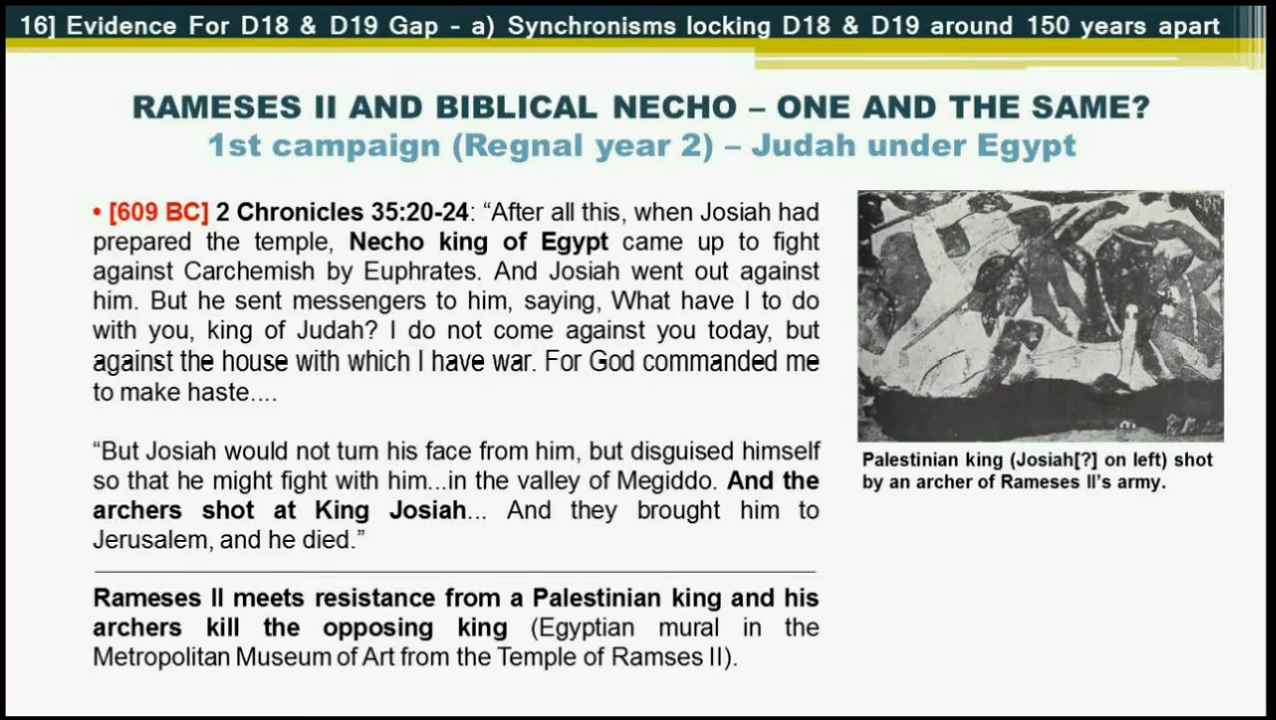 16] Evidence For D18 & D19 Gap - a) Synchronisms locking D18 & D19 around 150 years apart
RAMESES II AND BIBLICAL NECHO – ONE AND THE SAME?
1st campaign (Regnal year 2) – Judah under Egypt
• [609 BC] 2 Chronicles 35:20-24: “After all this, when Josiah had
prepared the temple, Necho king of Egypt came up to fight
against Carchemish by Euphrates. And Josiah went out against
him. But he sent messengers to him, saying, What have I to do
with you, king of Judah? I do not come against you today, but
against the house with which I have war. For God commanded me
to make haste....
“But Josiah would not turn his face from him, but disguised himself
so that he might fight with him...in the valley of Megiddo. And the
archers shot at King Josiah... And they brought him to
Jerusalem, and he died.”
Rameses II meets resistance from a Palestinian king and his
archers kill the opposing king (Egyptian mural in the
Metropolitan Museum of Art from the Temple of Ramses II).
Palestinian king (Josiah[?] on left) shot
by an archer of Rameses II’s army.